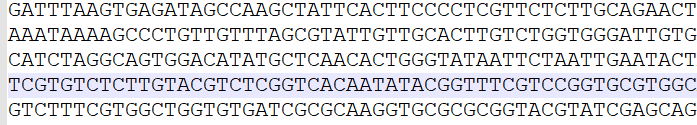 GATTTAAGTGAGATAGCCAAGCTATTCACTTCCCCTCGTTCTCTTGCAGAACT
AAATAAAAGCCCTGTTGTTTAGCGTATTGTTGCACTTGTCTGGTGGGATTGTG
CATCTAGGCAGTGGACATATGCTCAACACTGGGTATAATTCTAATTGAATACT
TCGTGTCTCTTGTACGTCTCGGTCACAATATACGGTTTCGTCCGGTGCGTGGC
GTCTTTCGTGGCTGGTGTGATCGCGCAAGGTGCGCGCGGTACGTATCGAGCAG